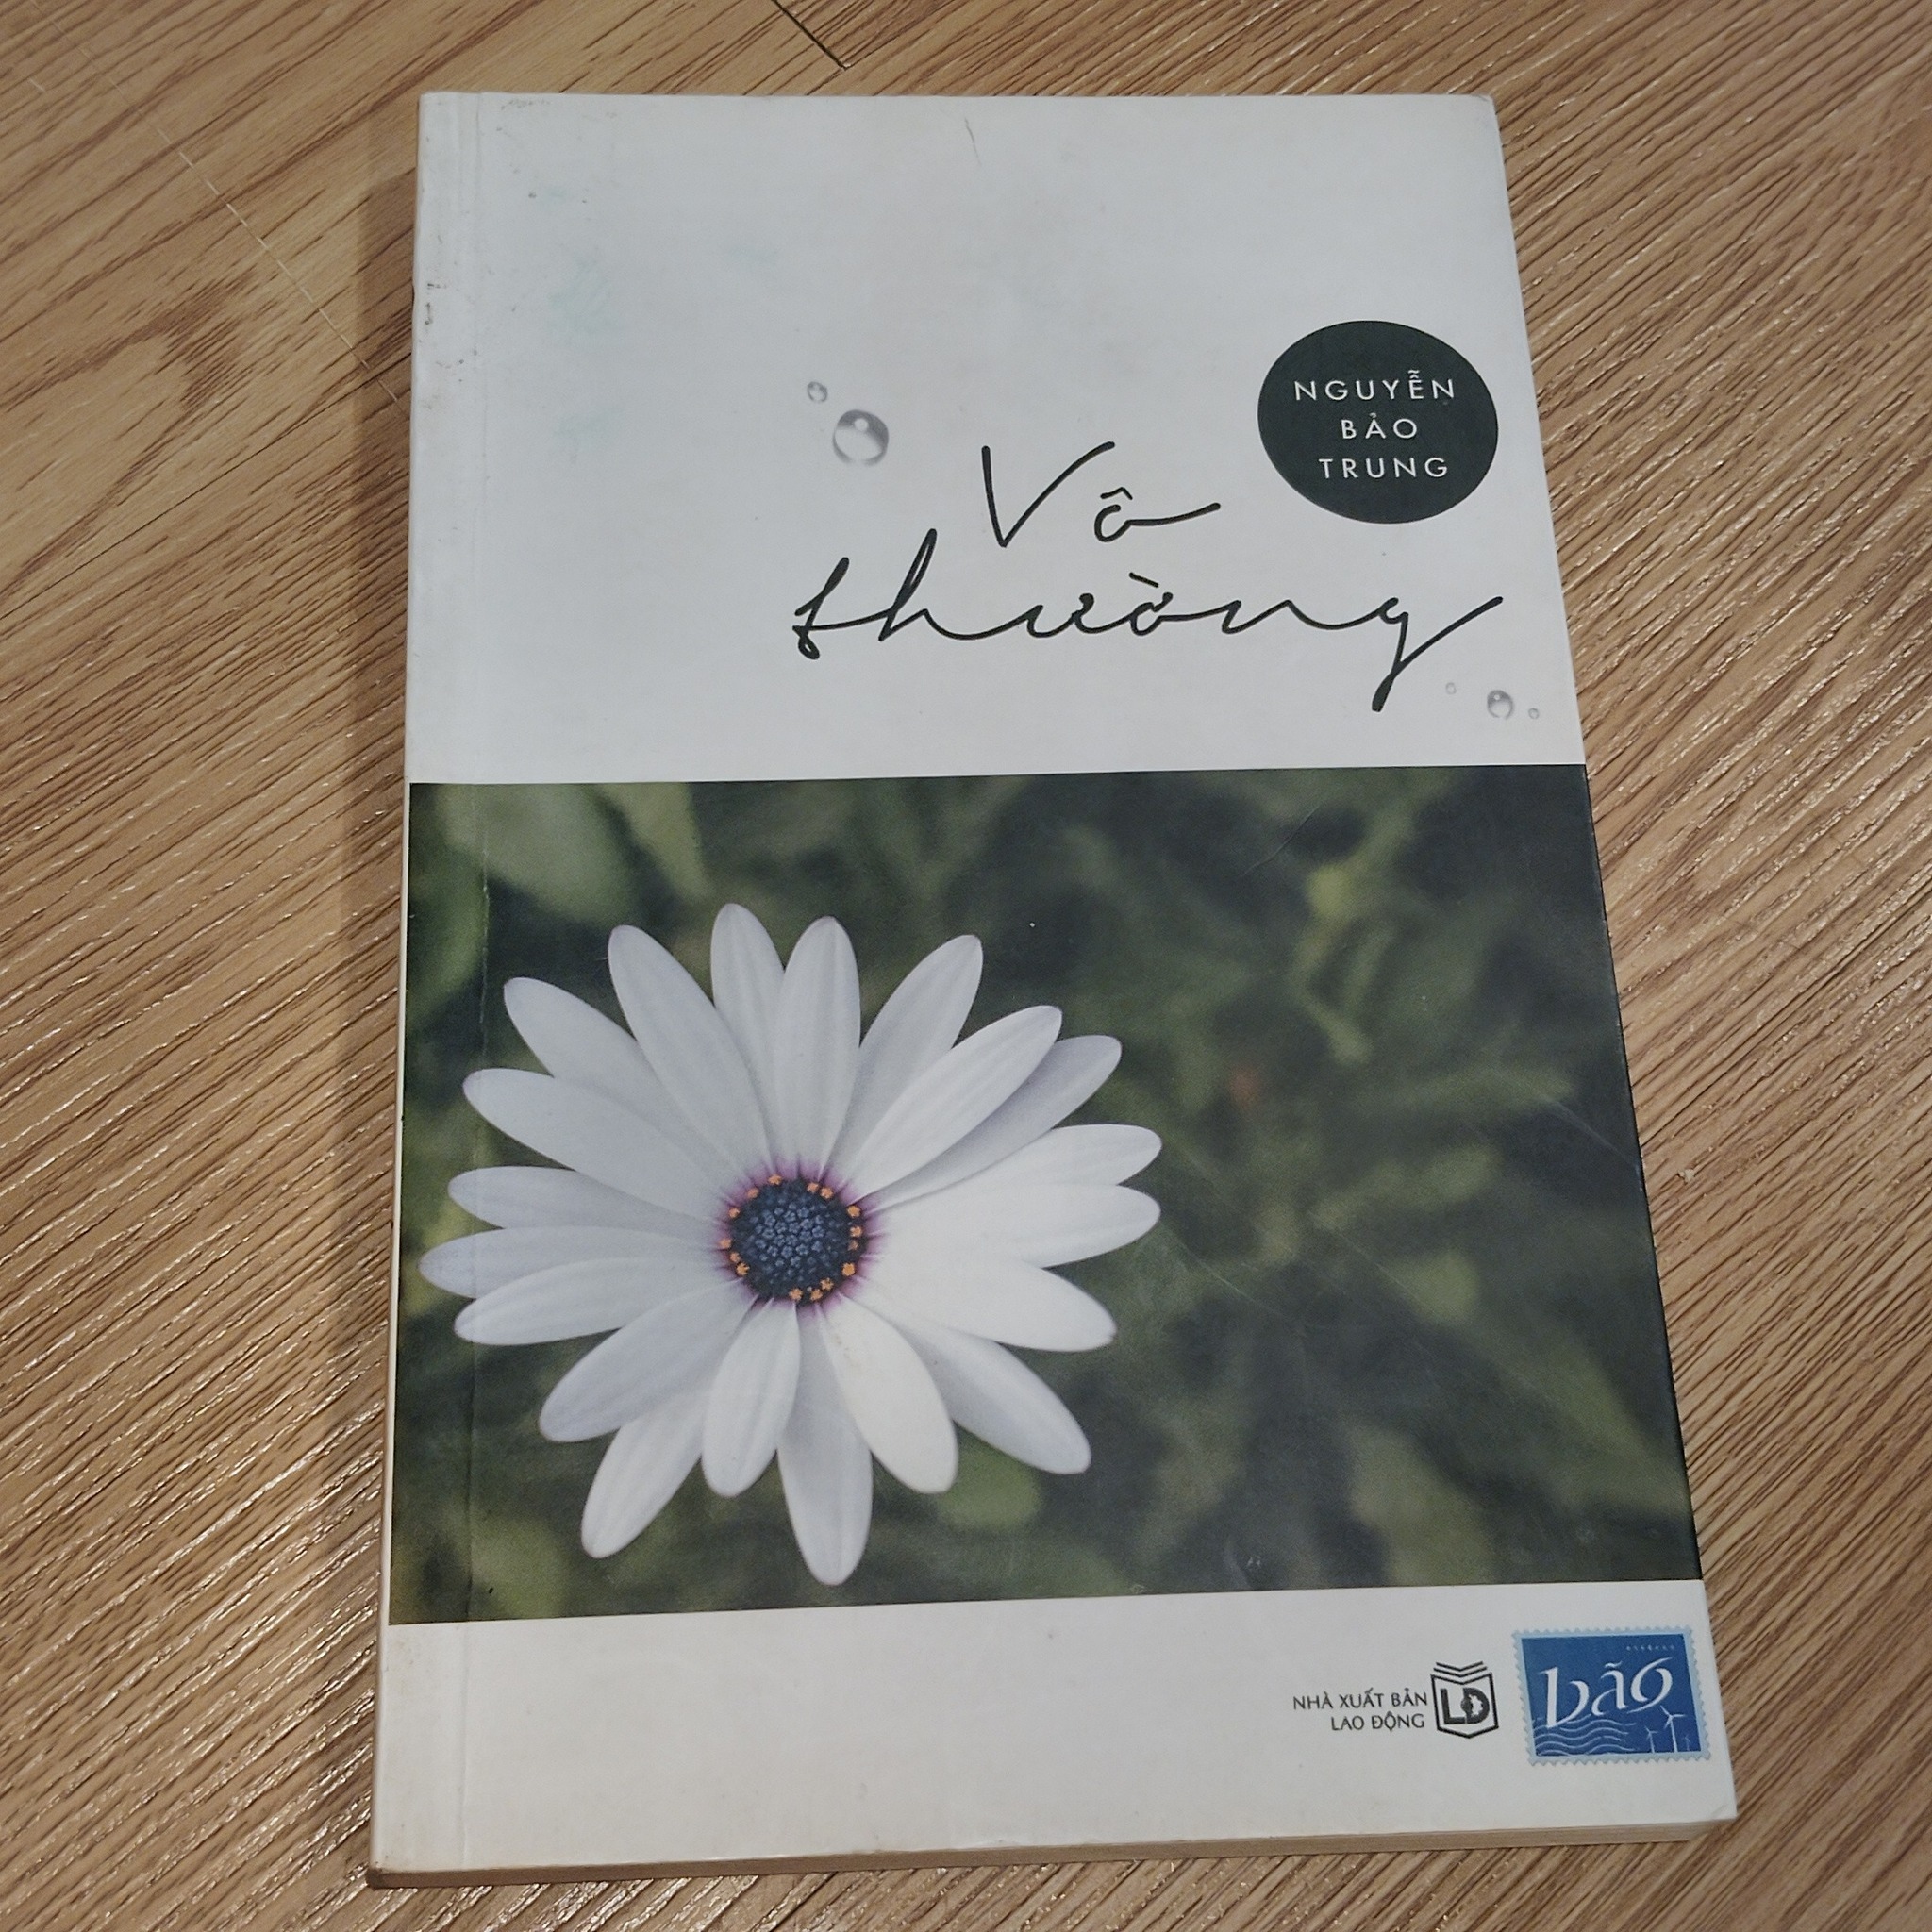 NGUYỄN
BẢO
TRUNG
Vô
thường
NHÀ XUẤT BẢN
LAO ĐỘNG
LĐ
bão